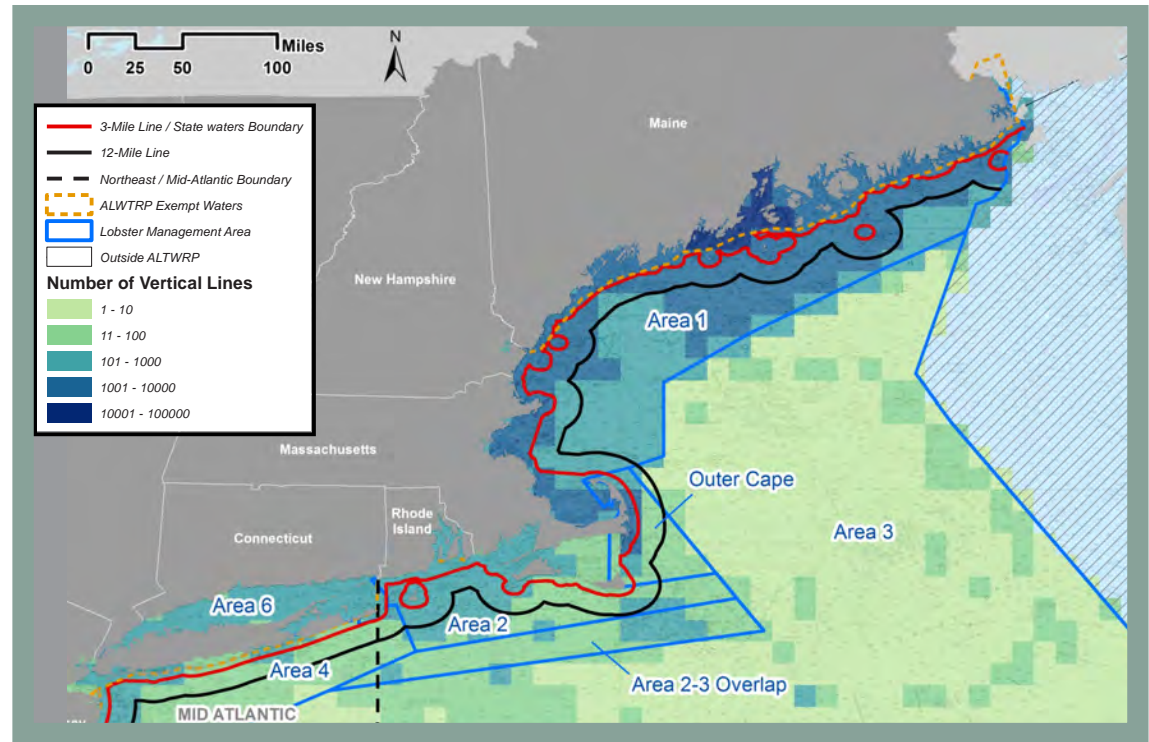 Miles
0 25 50 100
N
3-Mile Line / State waters Boundary
12-Mile Line
Northeast / Mid-Atlantic Boundary
ALWTRP Exempt Waters
Lobster Management Area
Outside ALTWRP
Number of Vertical Lines
1 - 10
11 - 100
101 - 1000
1001 - 10000
10001 - 100000
Maine
New Hampshire
Area 1
Massachusetts
Outer Cape
Rhode
Island
Connecticut
Area 3
Area 6
Area 2
Area 4
Area 2-3 Overlap
MID ATLANTIC